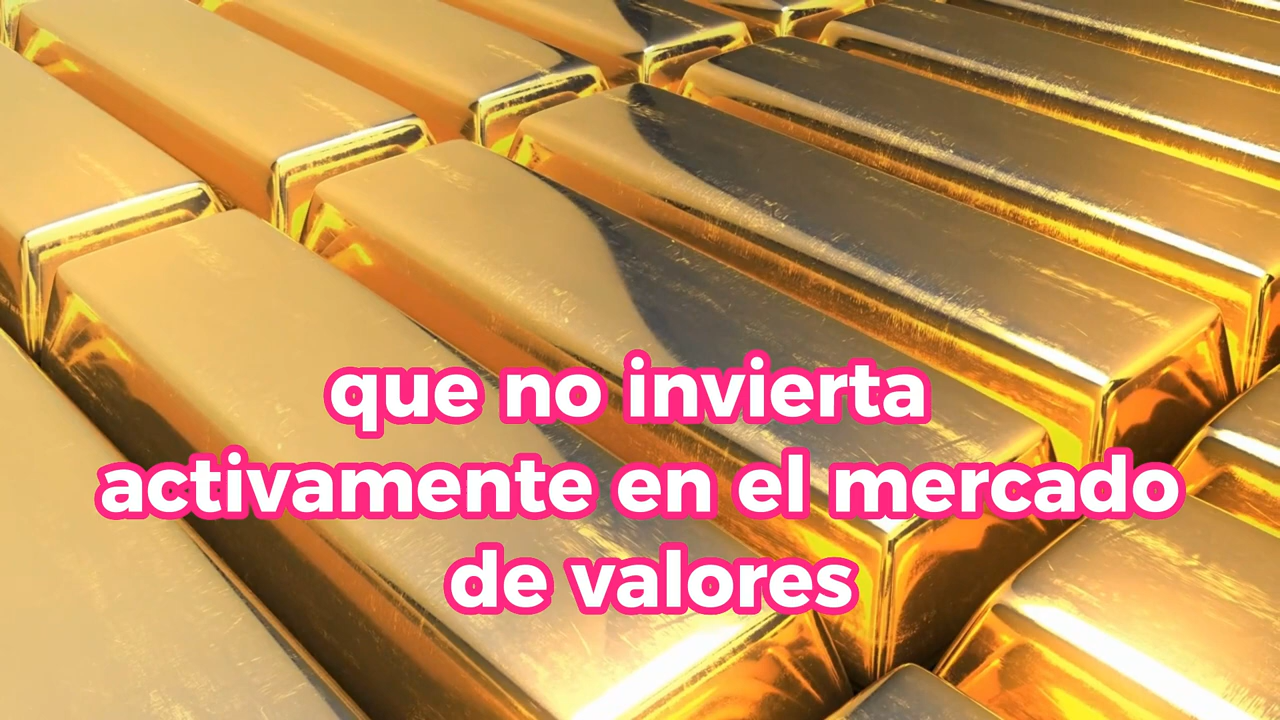 que no invierta
activamente en el mercado
de valores